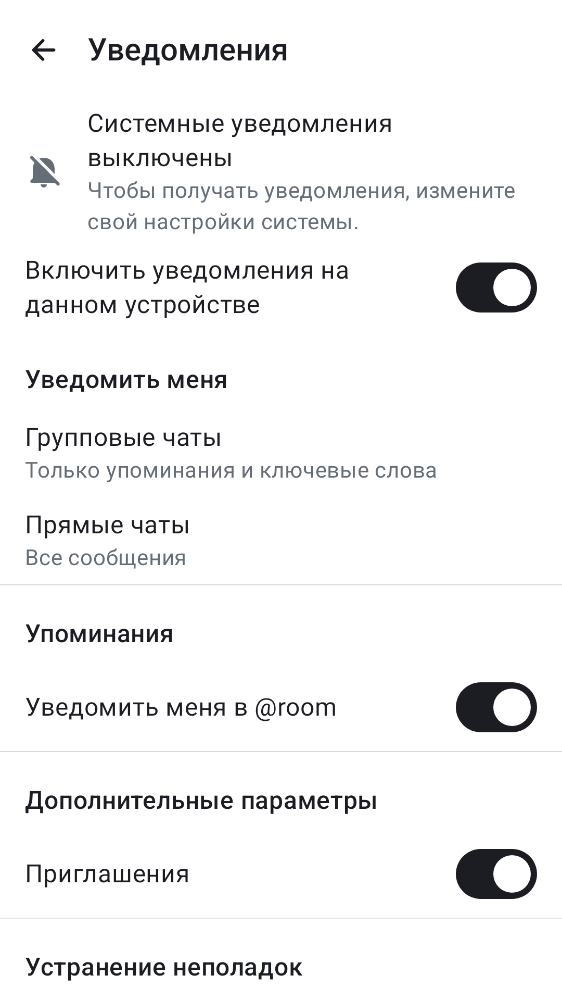 Уведомления
Системные уведомления
выключены
Чтобы получать уведомления, измените
свой настройки системы.
Включить уведомления на
данном устройстве
Уведомить меня
Групповые чаты
Только упоминания и ключевые слова
Прямые чаты
Все сообщения
Упоминания
Уведомить меня в @room
Дополнительные параметры
Приглашения
Устранение неполадок